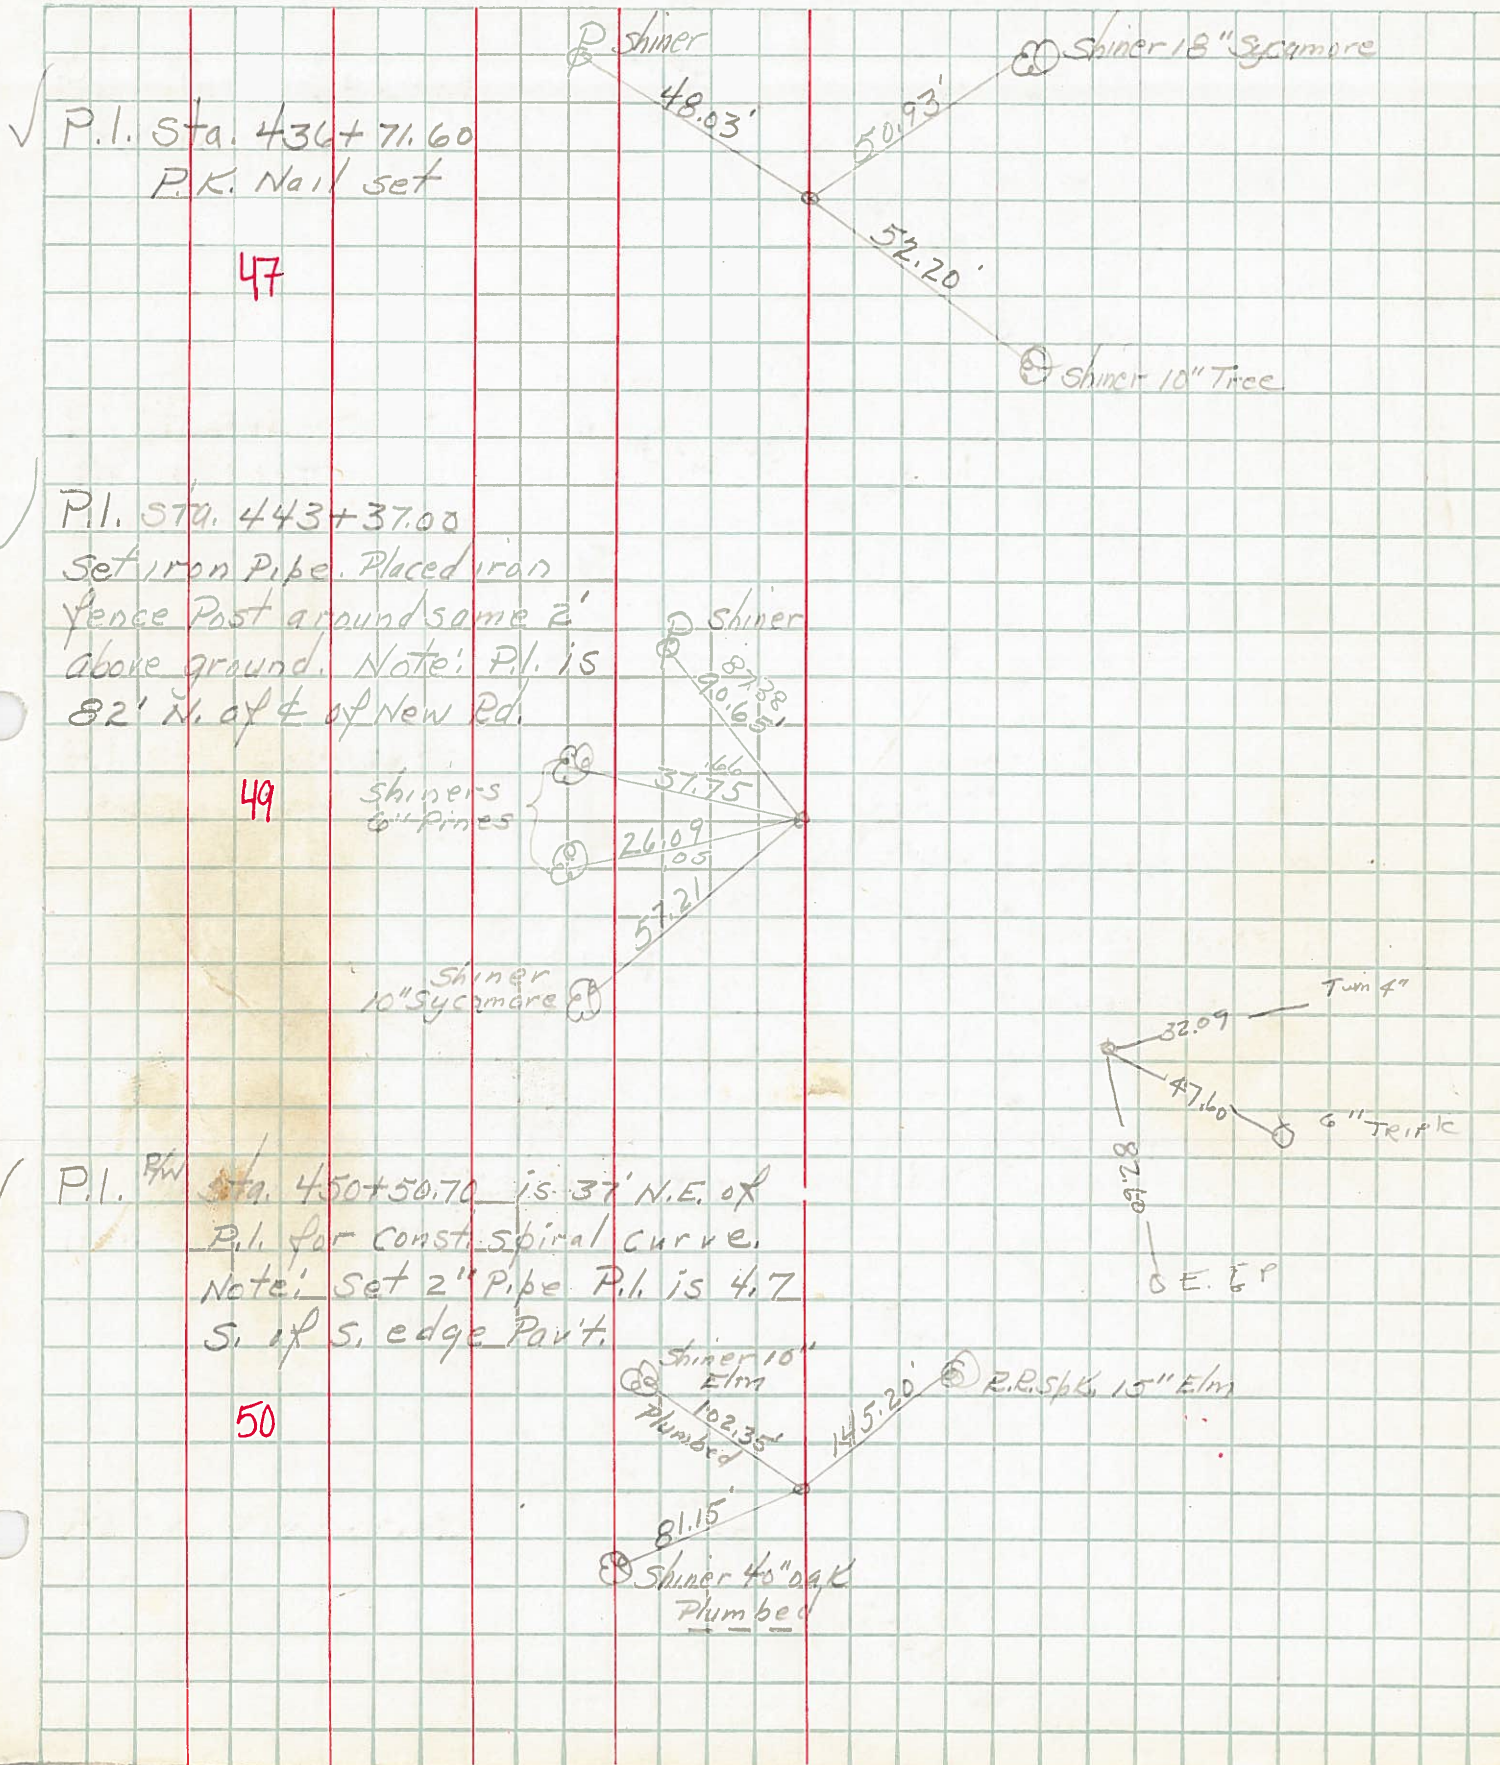 P Shiner
Shiner 18" Sycamore
48.03'
50.93'
P.I. Sta. 436+71.60
P.K. Nail set
52.20'
47
Shiner 10" Tree
P.I. Sta. 443+37.00
Set iron Pipe. Placed iron
fence Post around same 2'
above ground. Note: P.I. is
82' N. of ℄ of New Rd.
P Shiner
87.38
90.65'
49
Shiners
6" Pines
.66
37.75
26.09
05
57.21
Shiner
10" Sycamore
Twin 4"
32.09
47.60
6" Triple
82.60
E. P
P.I. R/W Sta. 450+50.70 is 37' N.E. of
P.I. for const. spiral curve.
Note: Set 2" Pipe P.I. is 4.7
S. of S. edge Pav't.
50
Shiner 10"
Elm
102.35'
Plumbed
145.20'
R.R. Spk. 15" Elm
81.15'
Shiner 40" oak
Plumbed